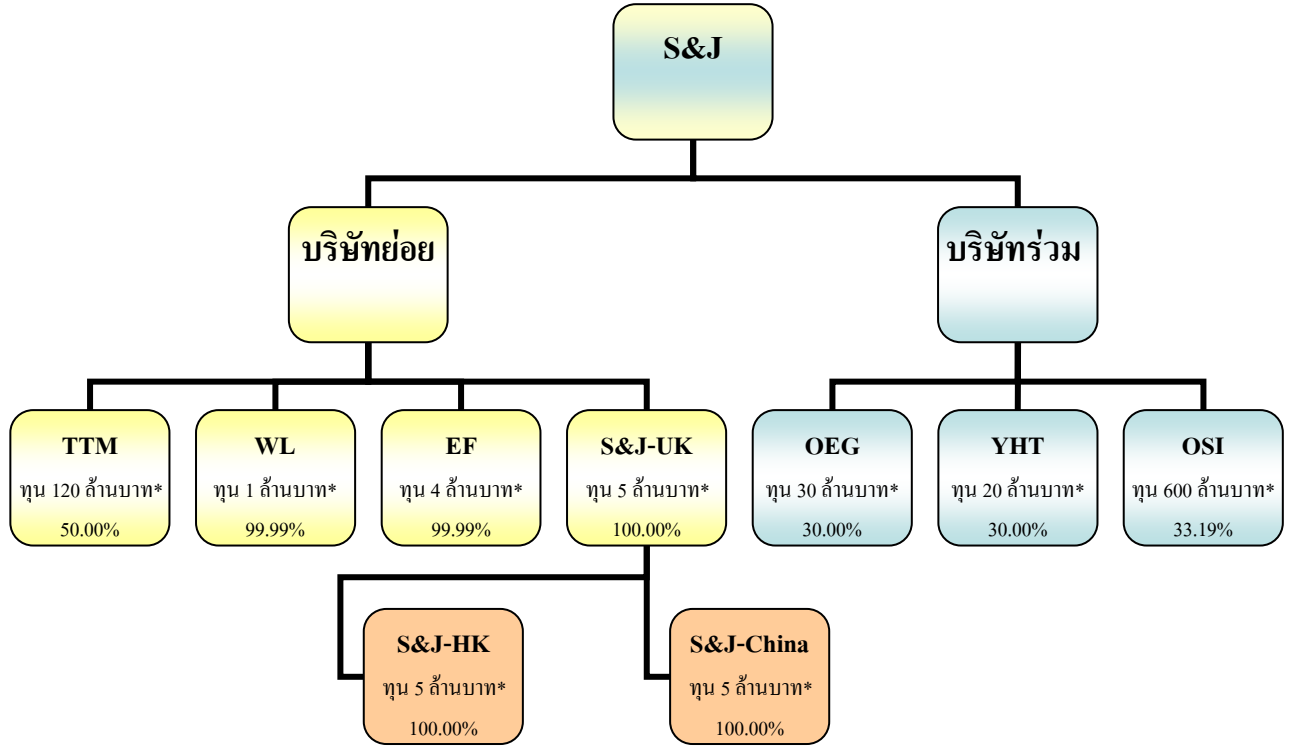 S&J
บริษัทย่อย
บริษัทร่วม
TTM
ทุน 120 ล้านบาท*
50.00%
WL
ทุน 1 ล้านบาท*
99.99%
EF
ทุน 4 ล้านบาท*
99.99%
S&J-UK
ทุน 5 ล้านบาท*
100.00%
OEG
ทุน 30 ล้านบาท*
30.00%
YHT
ทุน 20 ล้านบาท*
30.00%
OSI
ทุน 600 ล้านบาท*
33.19%
S&J-HK
ทุน 5 ล้านบาท*
100.00%
S&J-China
ทุน 5 ล้านบาท*
100.00%